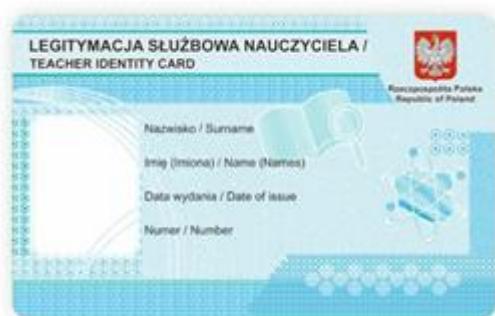 LEGITYMACJA SŁUŻBOWA NAUCZYCIELA /
TEACHER IDENTITY CARD
Rzeczpospolita Polska
Republic of Poland
Nazwisko / Surname
Imię (Imiona) / Name (Names)
Data wydania / Date of issue
Numer / Number